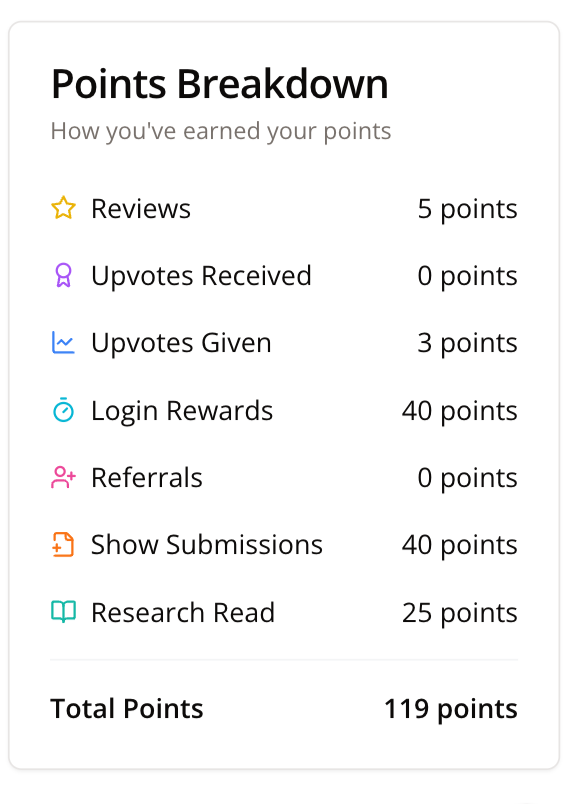 Points Breakdown
How you've earned your points
Reviews 5 points
Upvotes Received 0 points
Upvotes Given 3 points
Login Rewards 40 points
Referrals 0 points
Show Submissions 40 points
Research Read 25 points
Total Points 119 points